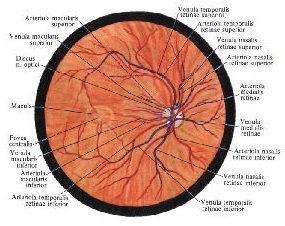 Arteriola macularis
superior
Venula macularis
superior
Discus
n. optici
Macula
Fovea
centralis
Venula
macularis
inferior
Arteriola
macularis
inferior
Arteriola temporalis
retinae inferior
Venula temporalis
retinae superior
Arteriola temporalis
retinae superior
Venula nasalis
retinae superior
Arteriola nasalis
retinae superior
Arteriola
medialis
retinae
Venula
medialis
retinae
Arteriola nasalis
retinae inferior
Venula nasalis
retinae inferior
Venula temporalis
retinae inferior